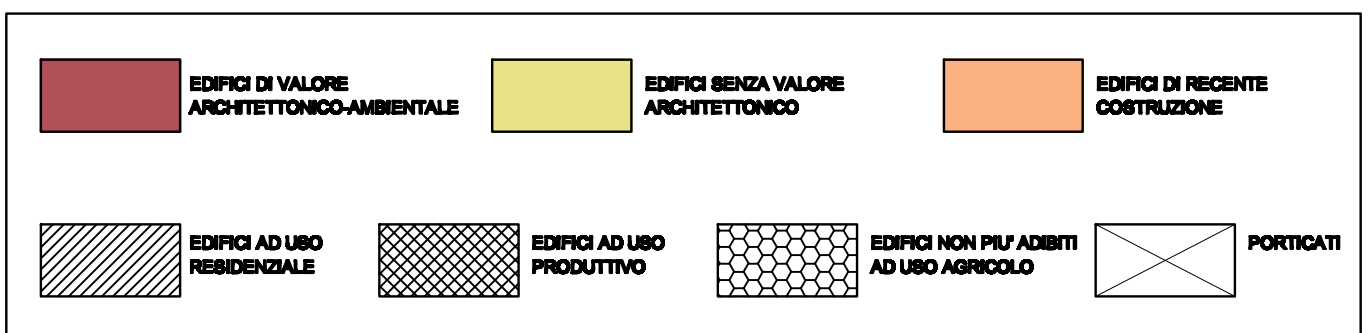 EDIFICI DI VALORE
ARCHITETTONICO-AMBIENTALE
EDIFICI SENZA VALORE
ARCHITETTONICO
EDIFICI DI RECENTE
COSTRUZIONE
EDIFICI AD USO
RESIDENZIALE
EDIFICI AD USO
PRODUTTIVO
EDIFICI NON PIU' ADIBITI
AD USO AGRICOLO
PORTICATI